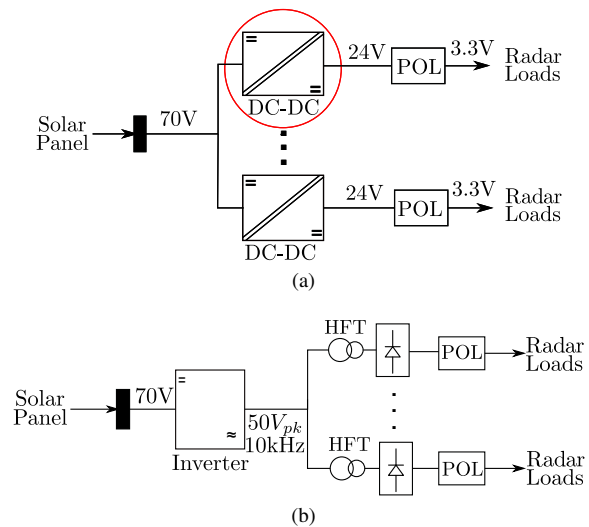 24V
3.3V
POL
Radar
Loads
DC-DC
Solar
Panel
70V
24V
3.3V
POL
Radar
Loads
DC-DC
(a)
HFT
POL
Radar
Loads
Solar
Panel
70V
50Vpk
10kHz
Inverter
HFT
POL
Radar
Loads
(b)